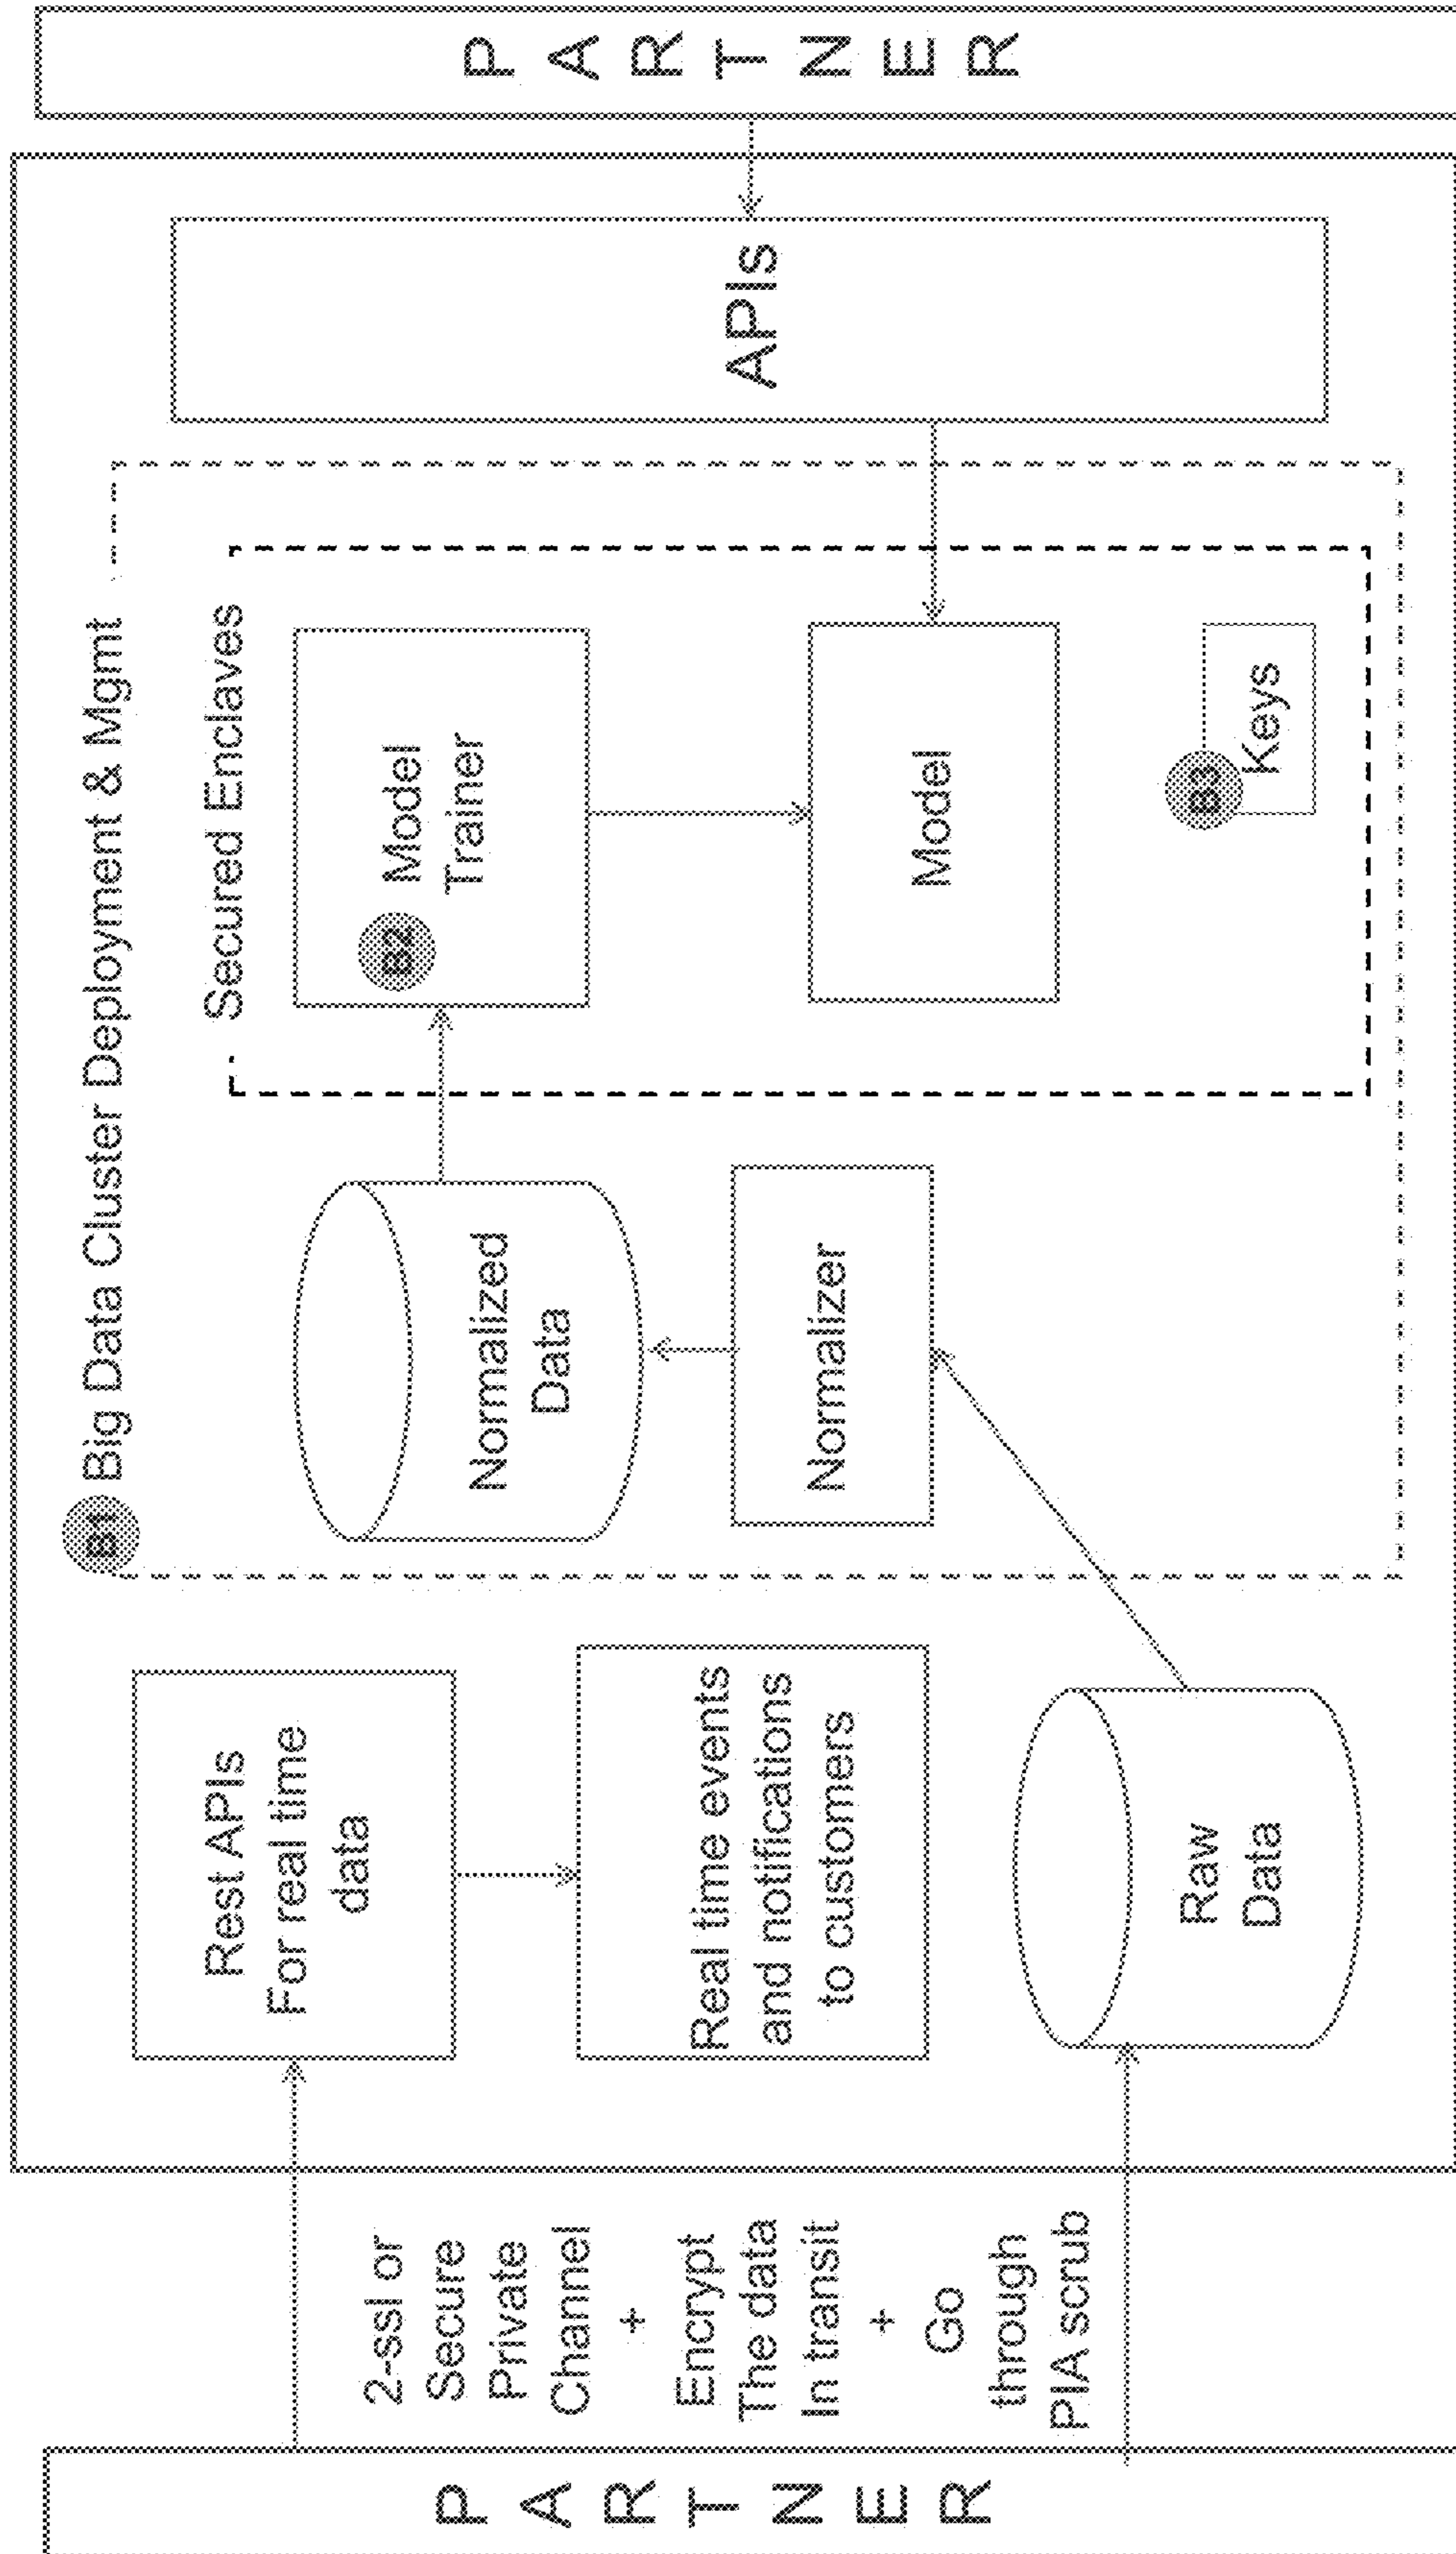 P A R T N E R
2-ssl or
Secure
Private
Channel
+
Encrypt
The data
In transit
+
Go
through
PIA scrub
Rest APIs
For real time
data
Real time events
and notifications
to customers
Raw
Data
B1 Big Data Cluster Deployment & Mgmt
Normalized
Data
Normalizer
Secured Enclaves
B2
Model
Trainer
Model
B3
Keys
APIs
P A R T N E R